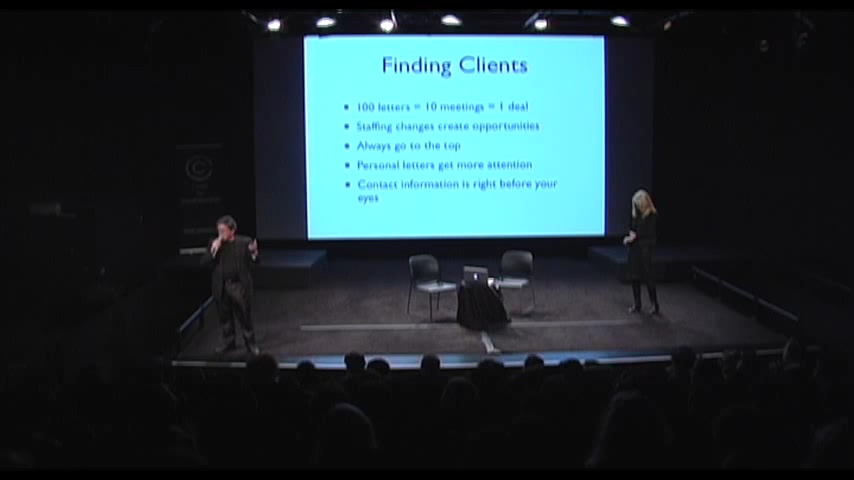 Finding Clients
100 letters = 10 meetings = 1 deal
Staffing changes create opportunities
Always go to the top
Personal letters get more attention
Contact information is right before your
eyes